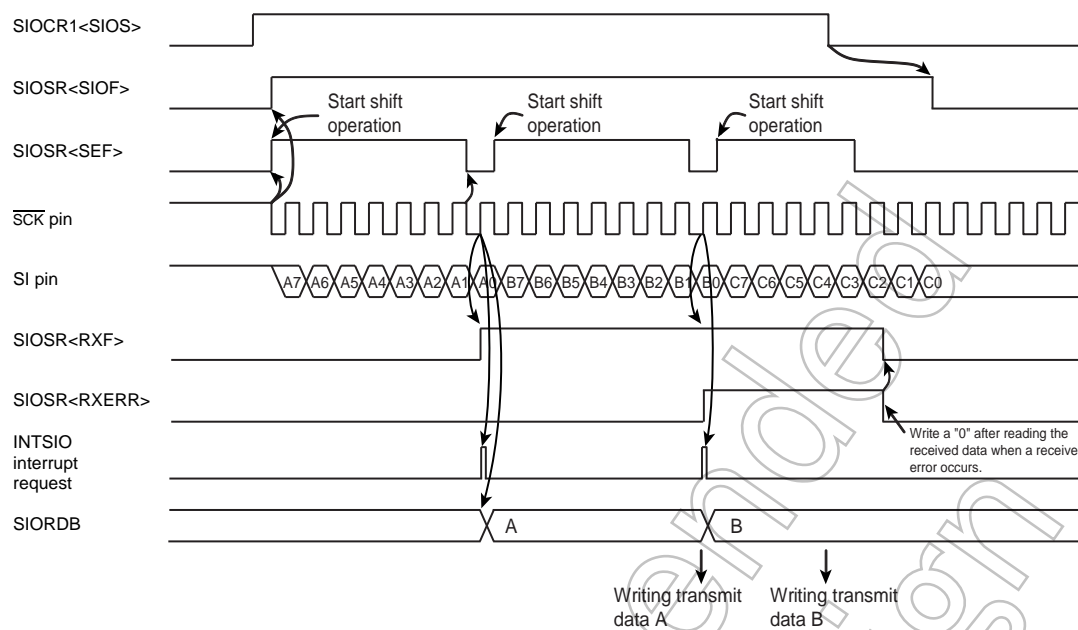 SIOCR1<SIOS>
SIOSR<SIOF>
Start shift
operation
Start shift
operation
Start shift
operation
SIOSR<SEF>
SCK pin
SI pin
A7 A6 A5 A4 A3 A2 A1 A0 B7 B6 B5 B4 B3 B2 B1 B0 C7 C6 C5 C4 C3 C2 C1 C0
SIOSR<RXF>
SIOSR<RXERR>
Write a "0" after reading the
received data when a receive
error occurs.
INTSIO
interrupt
request
SIORDB
A
B
Writing transmit
data A
Writing transmit
data B